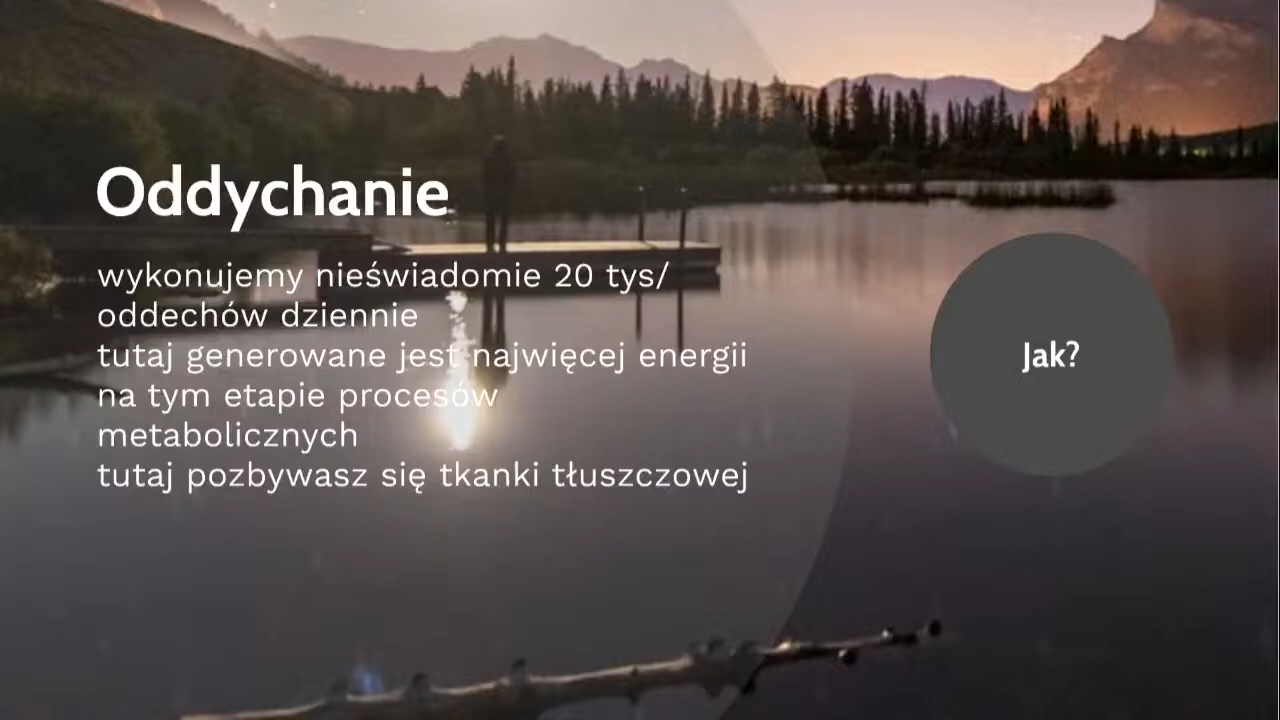 Oddychanie
wykonujemy nieświadomie 20 tys/
oddechów dziennie
tutaj generowane jest najwięcej energii
na tym etapie procesów
metabolicznych
tutaj pozbywasz się tkanki tłuszczowej
Jak?